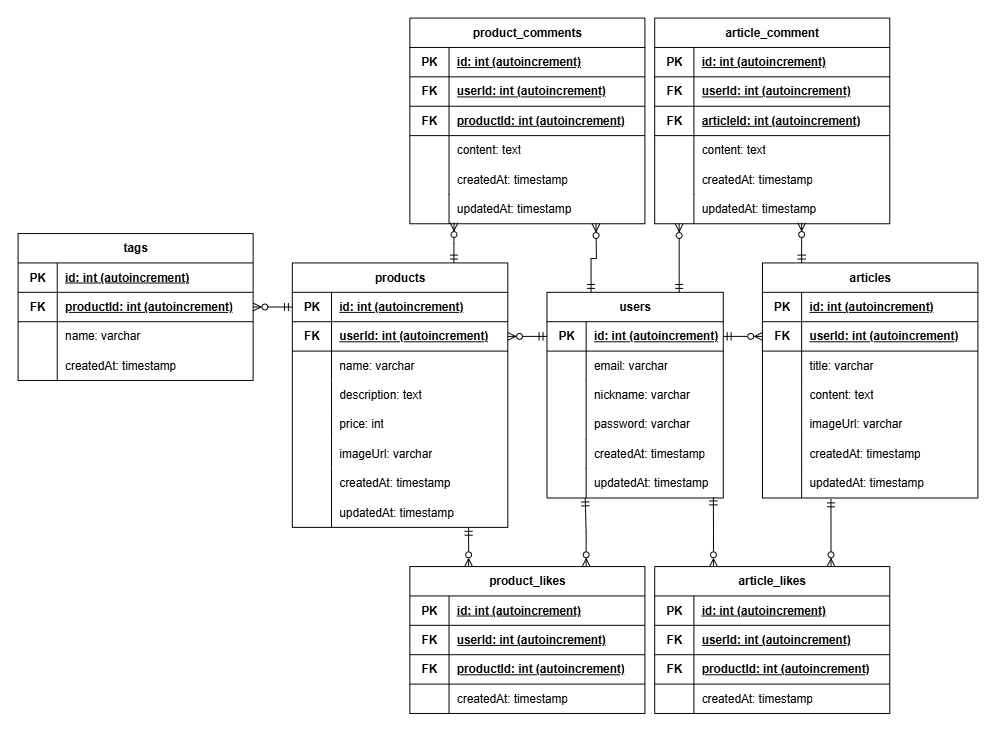 product_comments
PK id: int (autoincrement)
FK userId: int (autoincrement)
FK productId: int (autoincrement)
content: text
createdAt: timestamp
updatedAt: timestamp
article_comment
PK id: int (autoincrement)
FK userId: int (autoincrement)
FK articleId: int (autoincrement)
content: text
createdAt: timestamp
updatedAt: timestamp
tags
PK id: int (autoincrement)
FK productId: int (autoincrement)
name: varchar
createdAt: timestamp
products
PK id: int (autoincrement)
FK userId: int (autoincrement)
name: varchar
description: text
price: int
imageUrl: varchar
createdAt: timestamp
updatedAt: timestamp
users
PK id: int (autoincrement)
email: varchar
nickname: varchar
password: varchar
createdAt: timestamp
updatedAt: timestamp
articles
PK id: int (autoincrement)
FK userId: int (autoincrement)
title: varchar
content: text
imageUrl: varchar
createdAt: timestamp
updatedAt: timestamp
product_likes
PK id: int (autoincrement)
FK userId: int (autoincrement)
FK productId: int (autoincrement)
createdAt: timestamp
article_likes
PK id: int (autoincrement)
FK userId: int (autoincrement)
FK productId: int (autoincrement)
createdAt: timestamp